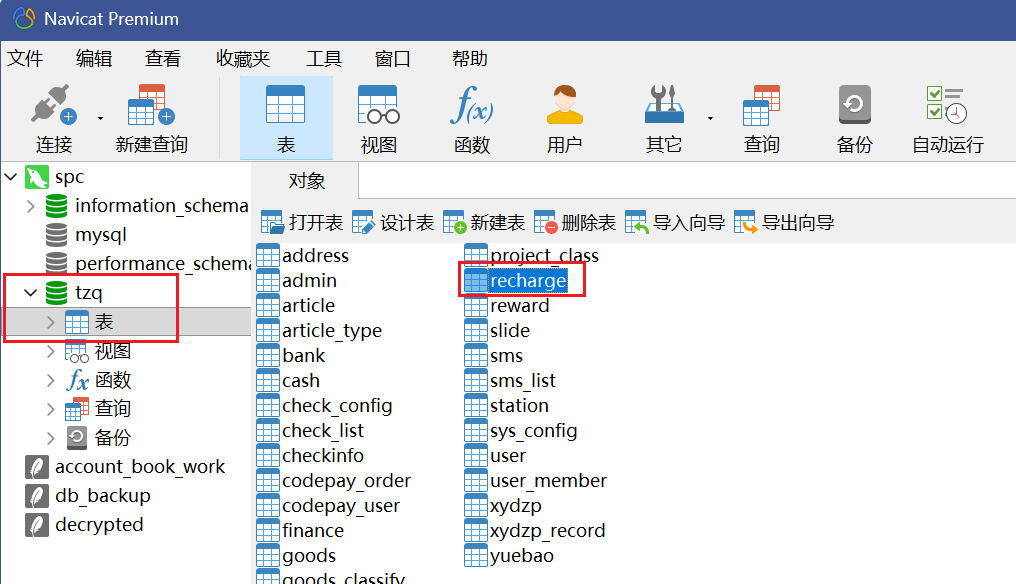 Navicat Premium
文件 编辑 查看 收藏夹 工具 窗口 帮助
连接 新建查询 表 视图 函数 用户 其它 查询 备份 自动运行
spc
information_schema
mysql
performance_schema
tzq
表
视图
函数
查询
备份
account_book_work
db_backup
decrypted
对象
打开表 设计表 新建表 删除表 导入向导 导出向导
address
admin
article
article_type
bank
cash
check_config
check_list
checkinfo
codepay_order
codepay_user
finance
goods
goods_classify
project_class
recharge
reward
slide
sms
sms_list
station
sys_config
user
user_member
xydzp
xydzp_record
yuebao